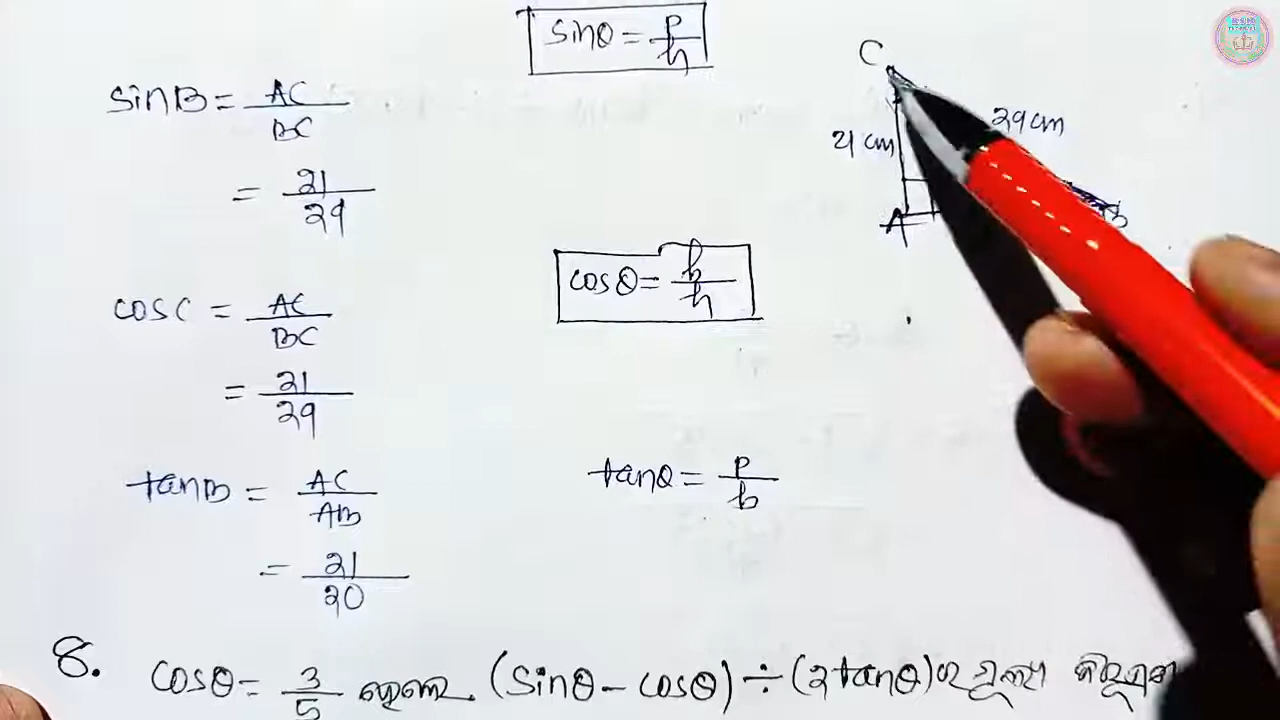 sinθ = p/h
C
sinB = AC/BC
29 cm
21 cm
= 21/29
A
B
cosθ = b/h
cosC = AC/BC
= 21/29
tanθ = p/b
tanB = AC/AB
= 21/20
8. cosθ = 3/5 ହେଲେ (sinθ - cosθ) ÷ (2tanθ) ର ମୂଲ୍ୟ